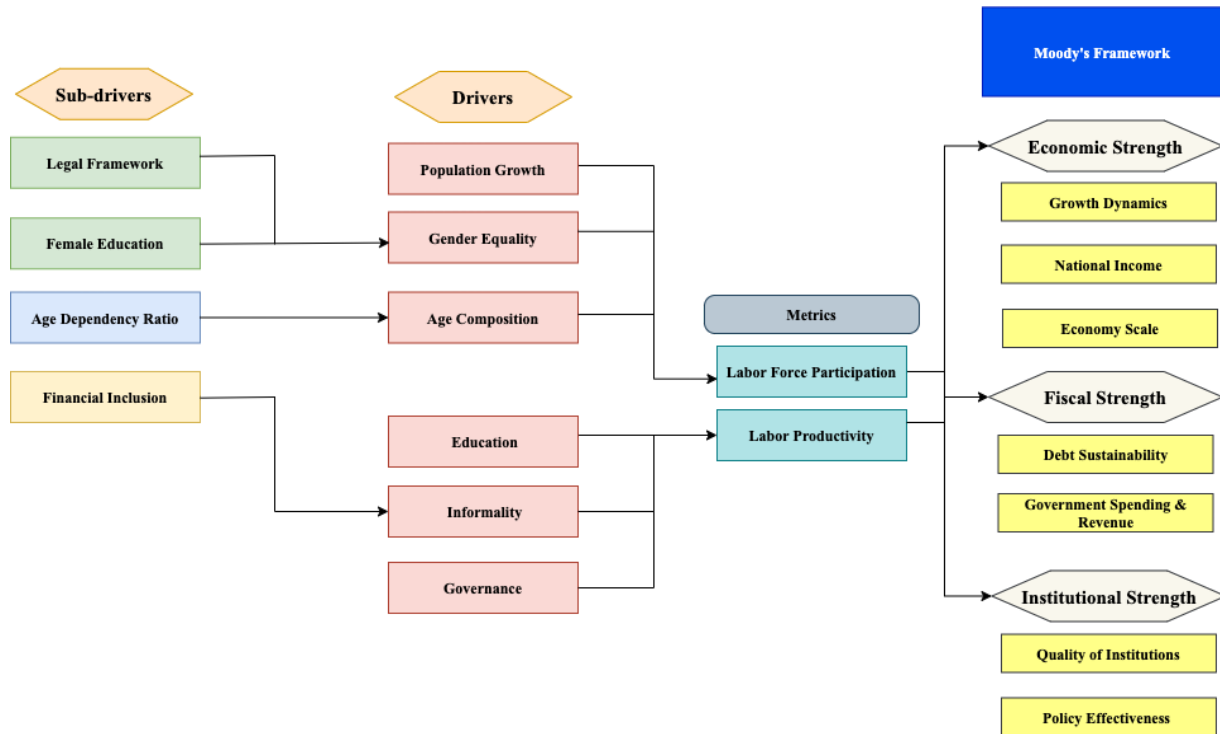 Moody's Framework
Sub-drivers
Drivers
Legal Framework
Female Education
Age Dependency Ratio
Financial Inclusion
Population Growth
Gender Equality
Age Composition
Education
Informality
Governance
Metrics
Labor Force Participation
Labor Productivity
Economic Strength
Growth Dynamics
National Income
Economy Scale
Fiscal Strength
Debt Sustainability
Government Spending &
Revenue
Institutional Strength
Quality of Institutions
Policy Effectiveness